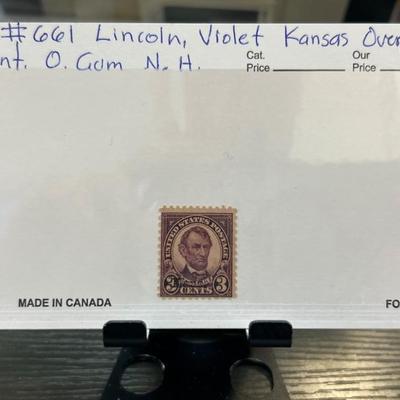 #661 Lincoln, Violet Kansas Over
nt. O. Gum N.H.
Cat.
Price
Our
Price
UNITED STATES POSTAGE
LINCOLN
3 CENTS 3
MADE IN CANADA
FO